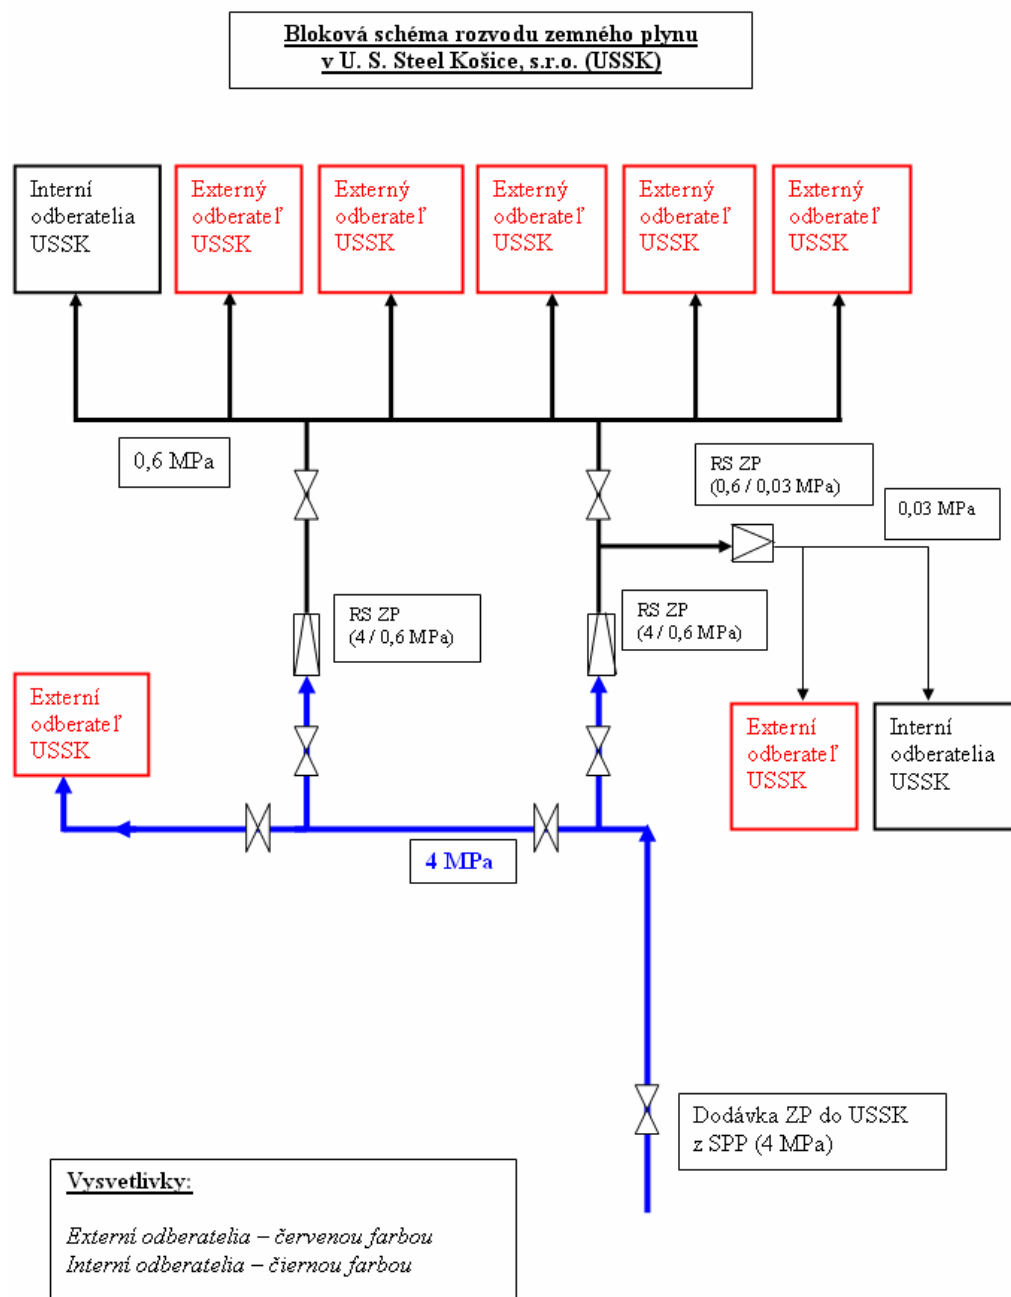 Bloková schéma rozvodu zemného plynu
v U. S. Steel Košice, s.r.o. (USSK)
Interní
odberatelia
USSK
Externý
odberateľ
USSK
Externý
odberateľ
USSK
Externý
odberateľ
USSK
Externý
odberateľ
USSK
Externý
odberateľ
USSK
0,6 MPa
RS ZP
(0,6 / 0,03 MPa)
0,03 MPa
RS ZP
(4 / 0,6 MPa)
RS ZP
(4 / 0,6 MPa)
Externí
odberateľ
USSK
Externí
odberateľ
USSK
Interní
odberatelia
USSK
4 MPa
Dodávka ZP do USSK
z SPP (4 MPa)
Vysvetlivky:
Externí odberatelia – červenou farbou
Interní odberatelia – čiernou farbou